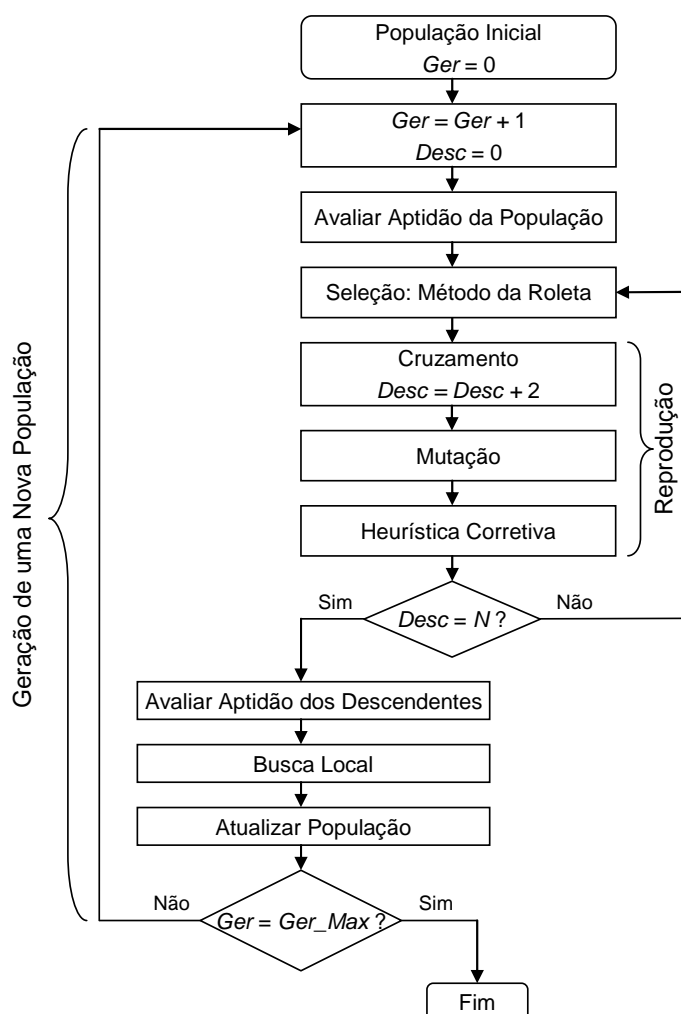 População Inicial
Ger = 0
Ger = Ger + 1
Desc = 0
Avaliar Aptidão da População
Seleção: Método da Roleta
Cruzamento
Desc = Desc + 2
Mutação
Heurística Corretiva
Reprodução
Geração de uma Nova População
Sim
Desc = N ?
Não
Avaliar Aptidão dos Descendentes
Busca Local
Atualizar População
Não
Ger = Ger_Max ?
Sim
Fim